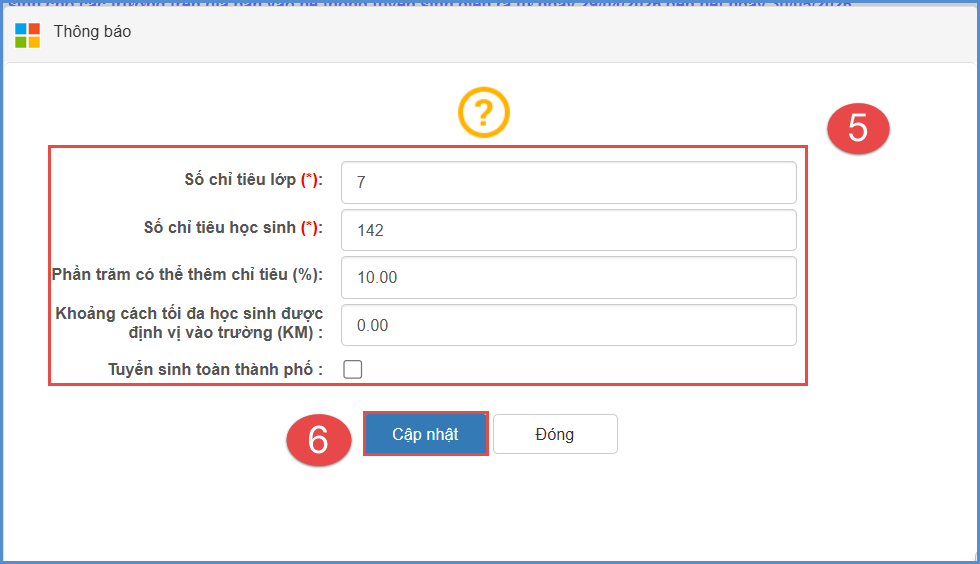 Thông báo
?
5
Số chỉ tiêu lớp (*):
7
Số chỉ tiêu học sinh (*):
142
Phần trăm có thể thêm chỉ tiêu (%):
10.00
Khoảng cách tối đa học sinh được
định vị vào trường (KM) :
0.00
Tuyển sinh toàn thành phố :
6
Cập nhật
Đóng